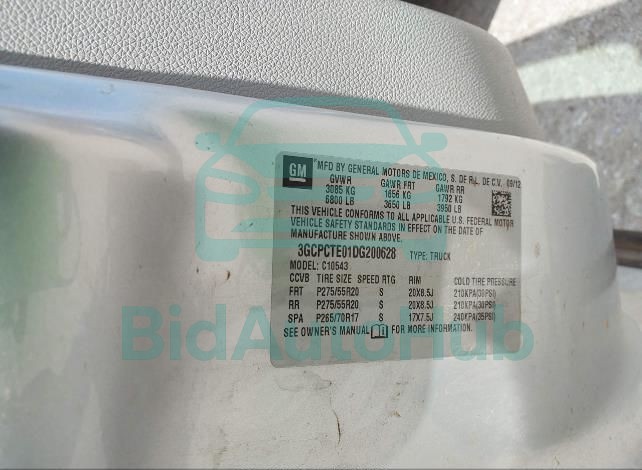 GM
MFD BY GENERAL MOTORS DE MEXICO, S. DE R.L. DE C.V. 09/12
GVWR GAWR FRT GAWR RR
3085 KG 1656 KG 1792 KG
6800 LB 3650 LB 3950 LB
THIS VEHICLE CONFORMS TO ALL APPLICABLE U.S. FEDERAL MOTOR
VEHICLE SAFETY STANDARDS IN EFFECT ON THE DATE OF
MANUFACTURE SHOWN ABOVE.
3GCPCTE01DG200628 TYPE: TRUCK
MODEL: C10543
CCVB TIRE SIZE SPEED RTG RIM COLD TIRE PRESSURE
FRT P275/55R20 S 20X8.5J 210KPA(30PSI)
RR P275/55R20 S 20X8.5J 210KPA(30PSI)
SPA P265/70R17 S 17X7.5J 240KPA(35PSI)
SEE OWNER'S MANUAL FOR MORE INFORMATION.
BidAutoHub